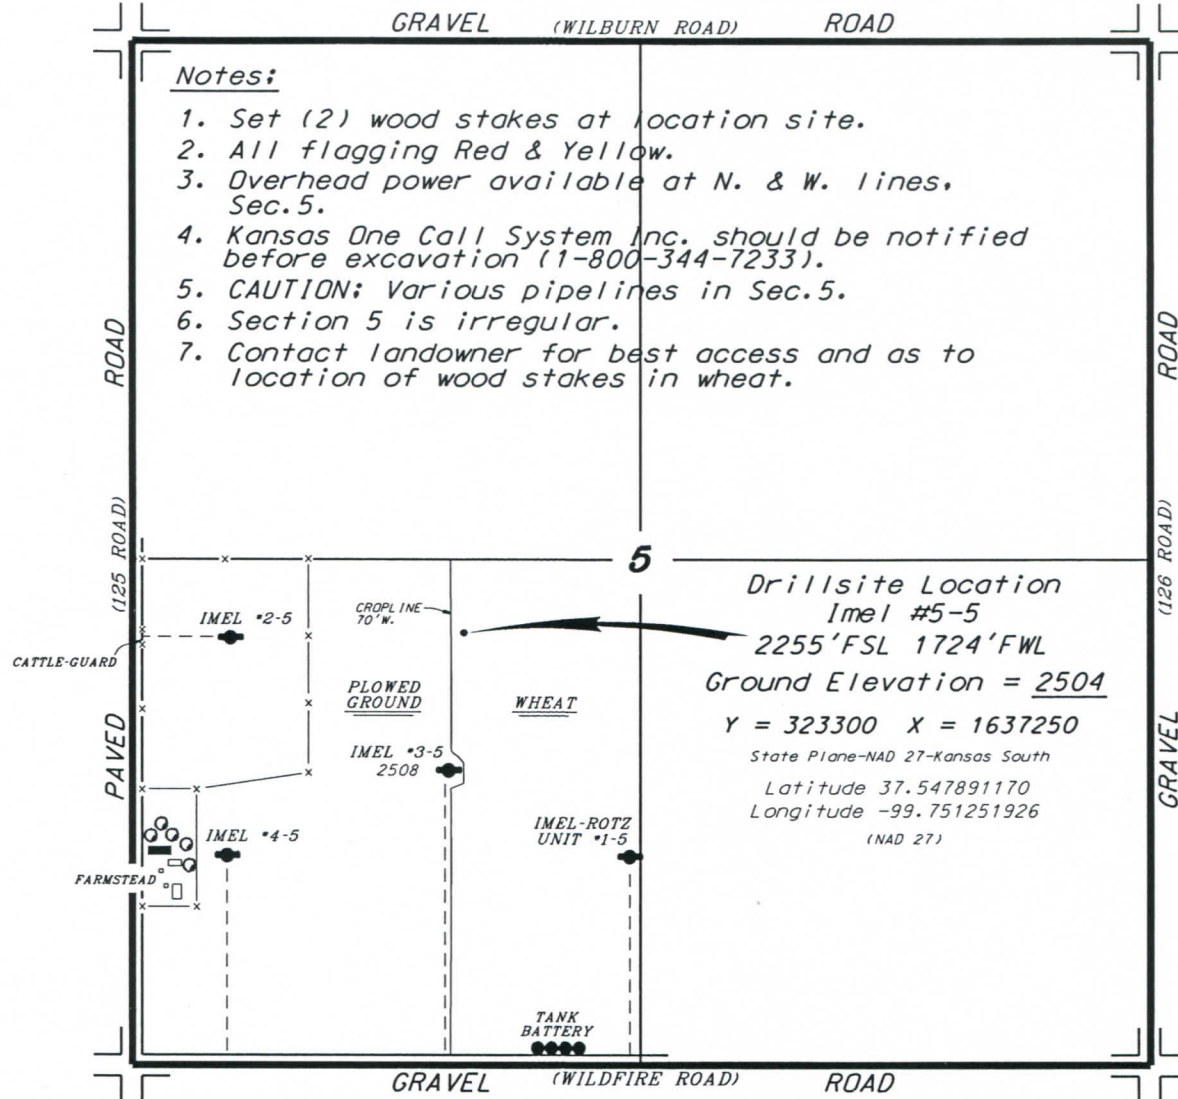 GRAVEL (WILBURN ROAD) ROAD
Notes:
1. Set (2) wood stakes at location site.
2. All flagging Red & Yellow.
3. Overhead power available at N. & W. lines,
Sec.5.
4. Kansas One Call System Inc. should be notified
before excavation (1-800-344-7233).
5. CAUTION: Various pipelines in Sec.5.
6. Section 5 is irregular.
7. Contact landowner for best access and as to
location of wood stakes in wheat.
ROAD
(125 ROAD)
PAVED
ROAD
(126 ROAD)
GRAVEL
5
Drillsite Location
Imel #5-5
2255'FSL 1724'FWL
Ground Elevation = 2504
Y = 323300 X = 1637250
State Plane-NAD 27-Kansas South
Latitude 37.547891170
Longitude -99.751251926
(NAD 27)
CROPLINE
70'W.
IMEL #2-5
CATTLE-GUARD
PLOWED
GROUND
WHEAT
IMEL #3-5
2508
IMEL #4-5
IMEL-ROTZ
UNIT #1-5
FARMSTEAD
TANK
BATTERY
GRAVEL (WILDFIRE ROAD) ROAD